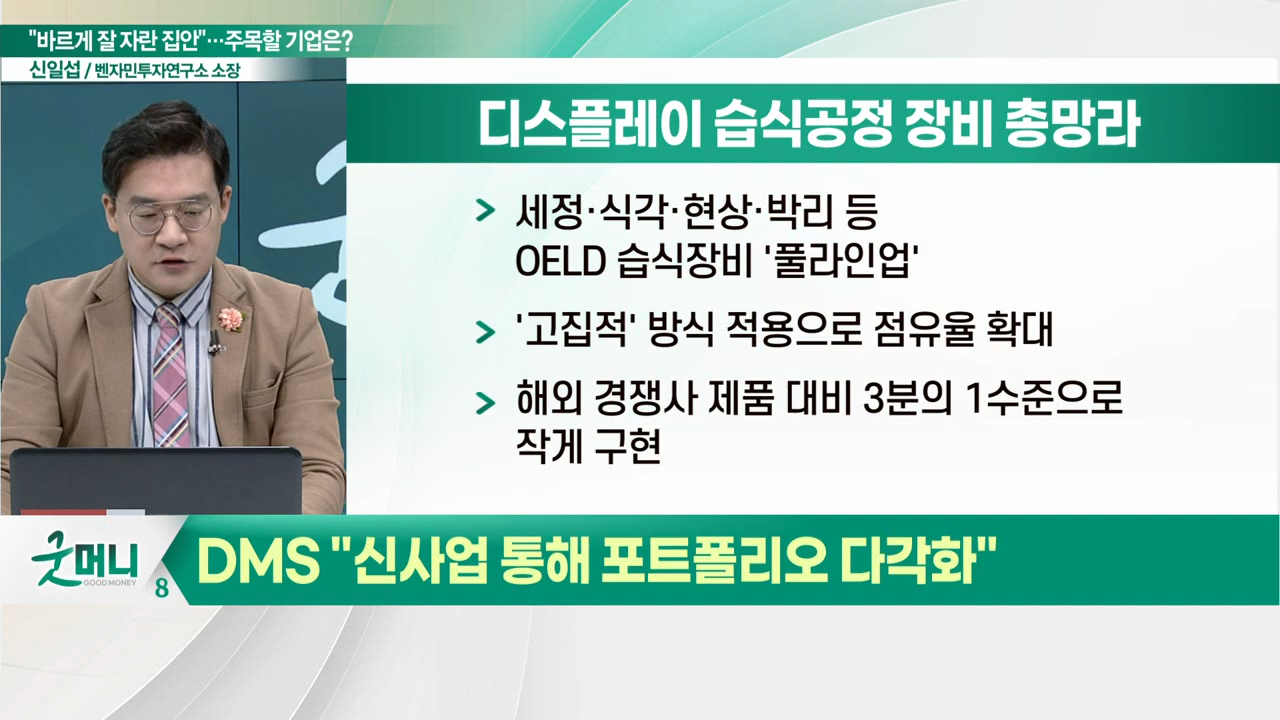 "바르게 잘 자란 집안"…주목할 기업은?
신일섭 / 벤자민투자연구소 소장
디스플레이 습식공정 장비 총망라
> 세정·식각·현상·박리 등
OELD 습식장비 '풀라인업'
> '고집적' 방식 적용으로 점유율 확대
> 해외 경쟁사 제품 대비 3분의 1수준으로
작게 구현
굿머니
GOOD MONEY
8
DMS "신사업 통해 포트폴리오 다각화"